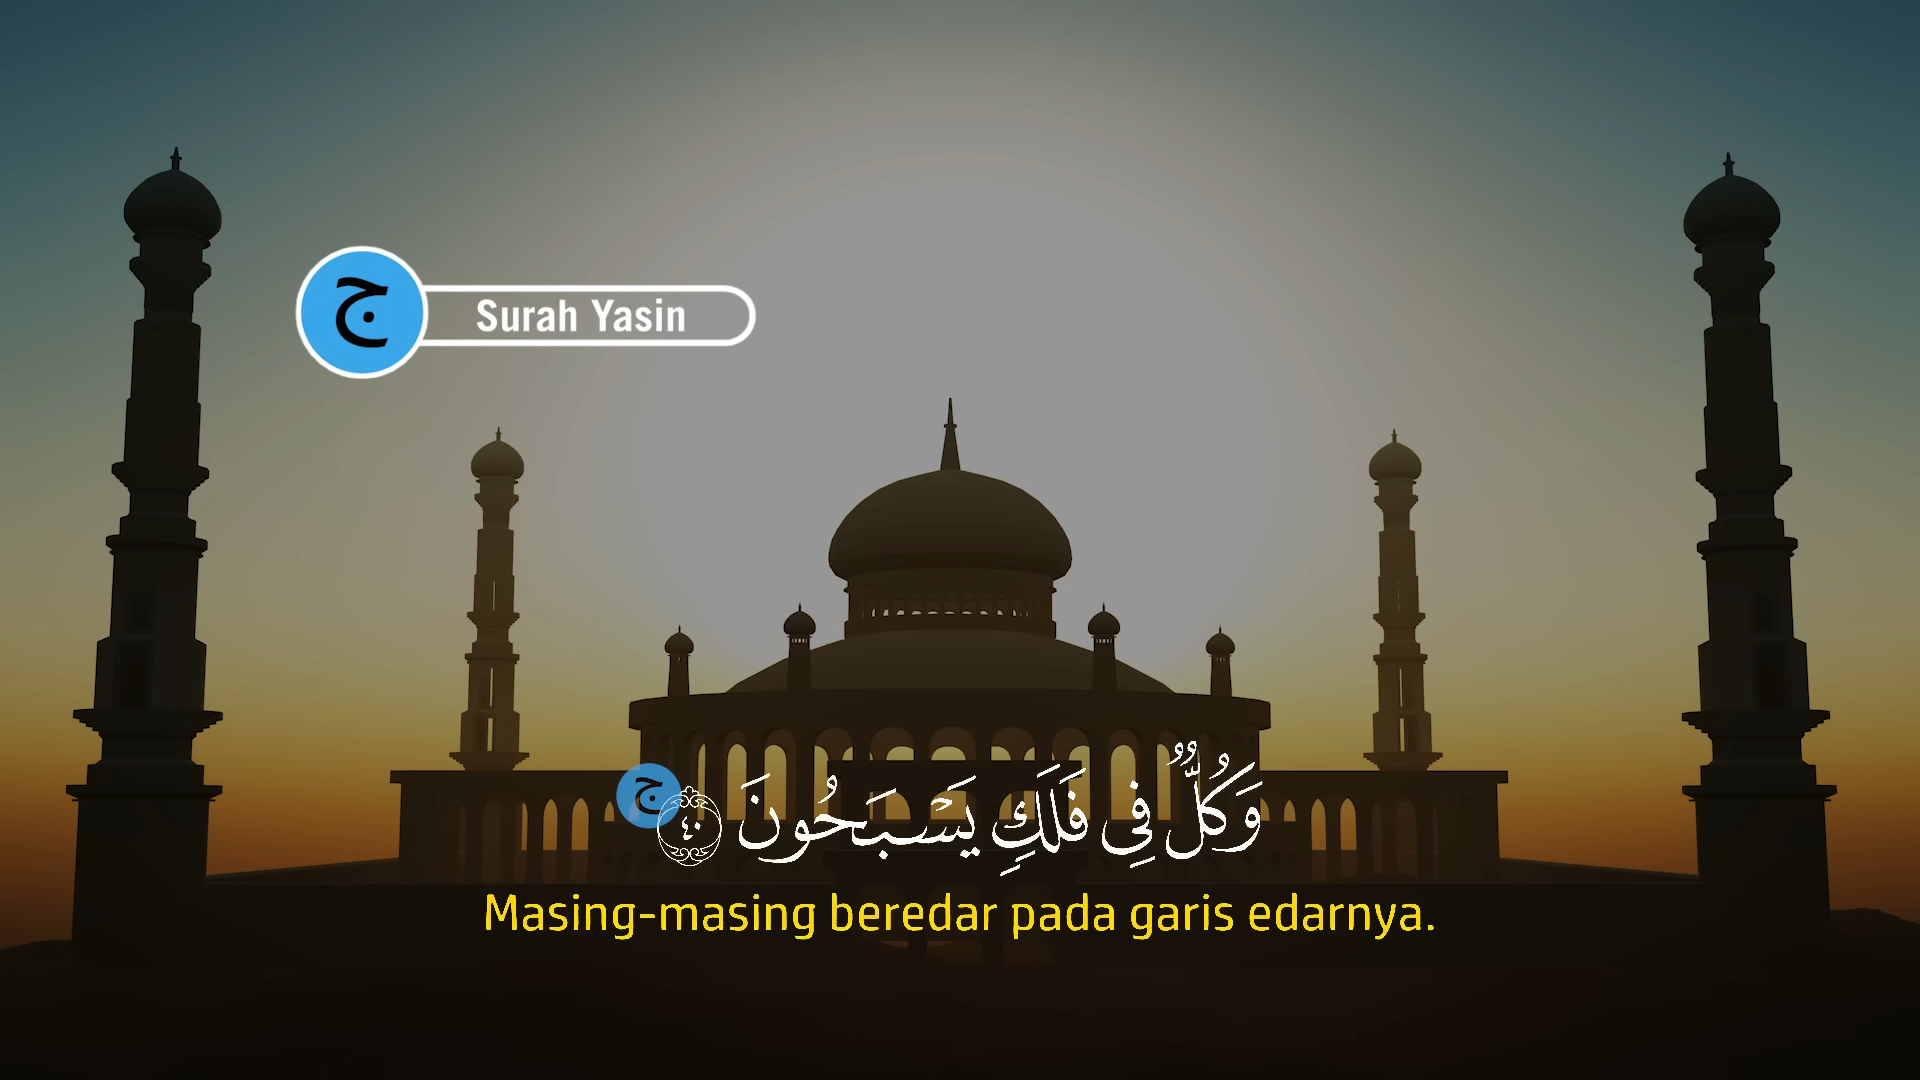 ج
Surah Yasin
وَكُلٌّ فِى فَلَكٍ يَسْبَحُونَ ٤٠
ج
Masing-masing beredar pada garis edarnya.